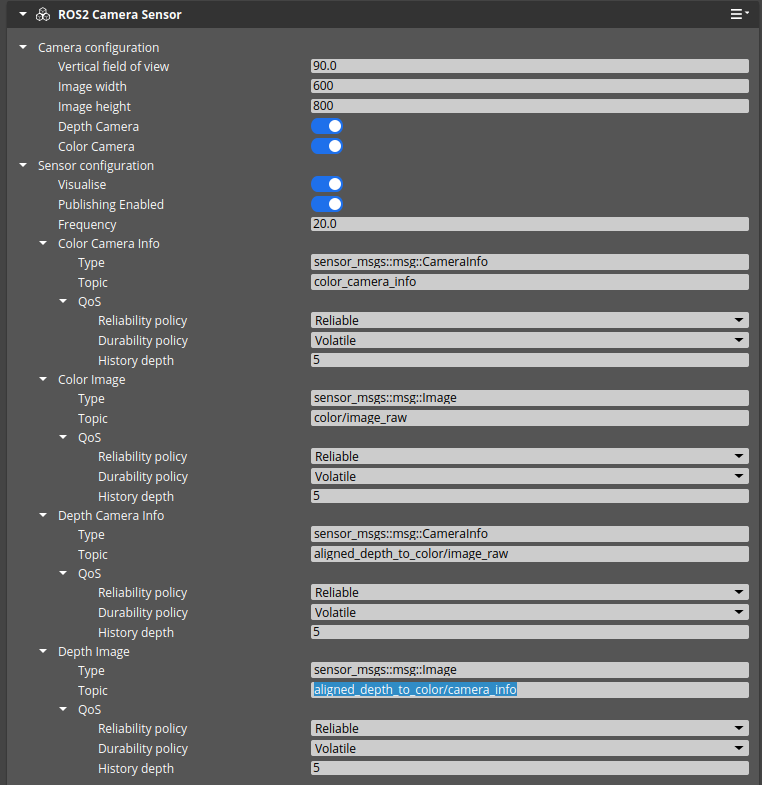 ROS2 Camera Sensor
Camera configuration
Vertical field of view 90.0
Image width 600
Image height 800
Depth Camera
Color Camera
Sensor configuration
Visualise
Publishing Enabled
Frequency 20.0
Color Camera Info
Type sensor_msgs::msg::CameraInfo
Topic color_camera_info
QoS
Reliability policy Reliable
Durability policy Volatile
History depth 5
Color Image
Type sensor_msgs::msg::Image
Topic color/image_raw
QoS
Reliability policy Reliable
Durability policy Volatile
History depth 5
Depth Camera Info
Type sensor_msgs::msg::CameraInfo
Topic aligned_depth_to_color/image_raw
QoS
Reliability policy Reliable
Durability policy Volatile
History depth 5
Depth Image
Type sensor_msgs::msg::Image
Topic aligned_depth_to_color/camera_info
QoS
Reliability policy Reliable
Durability policy Volatile
History depth 5